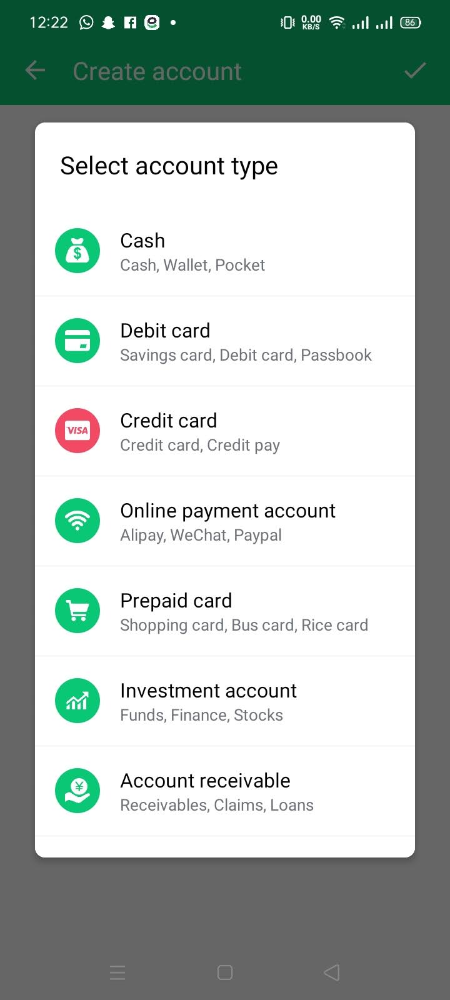 12:22
0.00
KB/S
86
Create account
Select account type
Cash
$
Cash, Wallet, Pocket
Debit card
Savings card, Debit card, Passbook
Credit card
VISA
Credit card, Credit pay
Online payment account
Alipay, WeChat, Paypal
Prepaid card
Shopping card, Bus card, Rice card
Investment account
Funds, Finance, Stocks
Account receivable
¥
Receivables, Claims, Loans